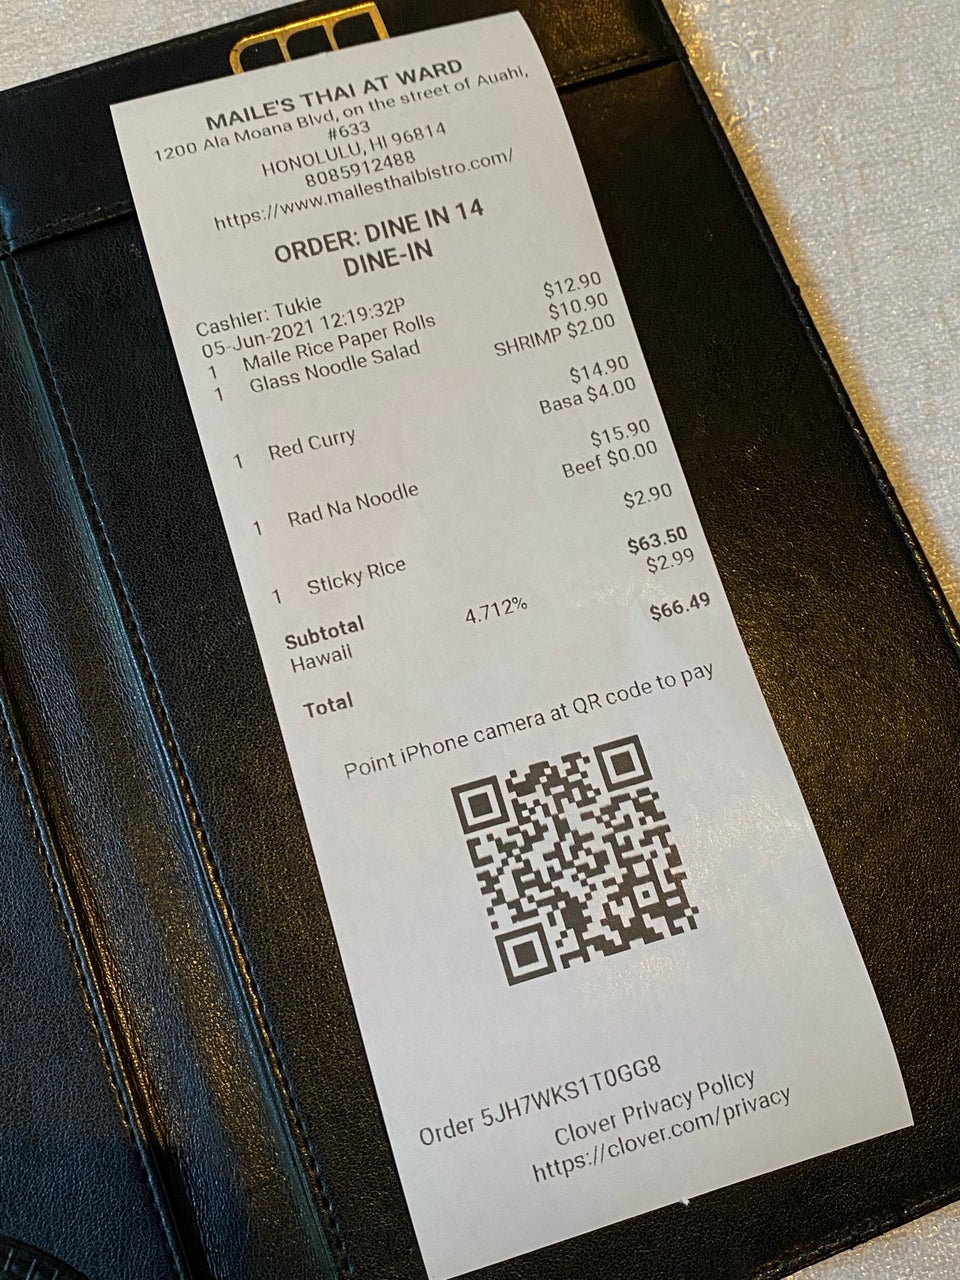 MAILE'S THAI AT WARD
1200 Ala Moana Blvd, on the street of Auahi,
#633
HONOLULU, HI 96814
8085912488
https://www.mailesthaibistro.com/
ORDER: DINE IN 14
DINE-IN
Cashier: Tukie
05-Jun-2021 12:19:32P
1 Maile Rice Paper Rolls $12.90
1 Glass Noodle Salad $10.90
SHRIMP $2.00
1 Red Curry $14.90
Basa $4.00
1 Rad Na Noodle $15.90
Beef $0.00
1 Sticky Rice $2.90
Subtotal $63.50
Hawaii 4.712% $2.99
Total $66.49
Point iPhone camera at QR code to pay
Order 5JH7WKS1T0GG8
Clover Privacy Policy
https://clover.com/privacy